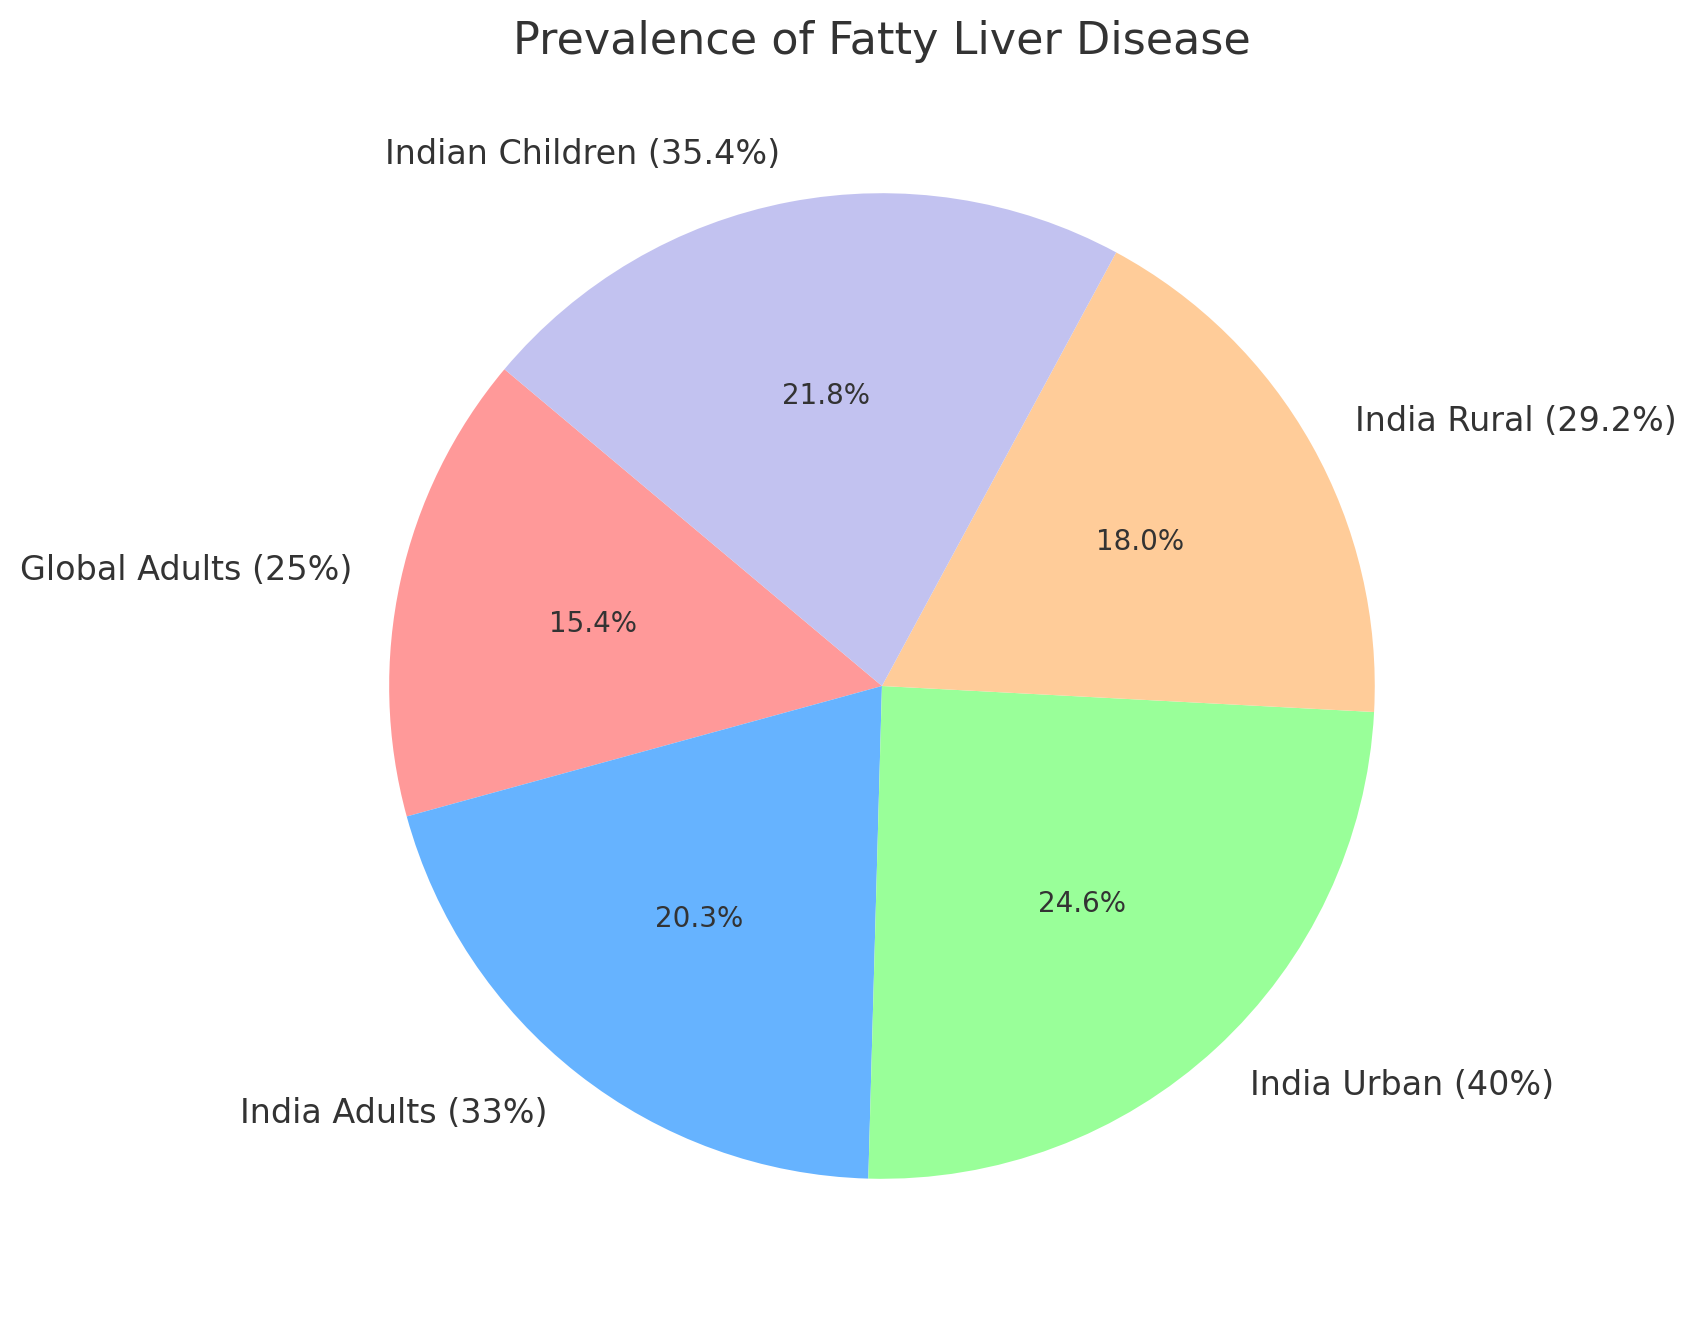 Prevalence of Fatty Liver Disease
Indian Children (35.4%)
21.8%
India Rural (29.2%)
18.0%
Global Adults (25%)
15.4%
India Adults (33%)
20.3%
India Urban (40%)
24.6%